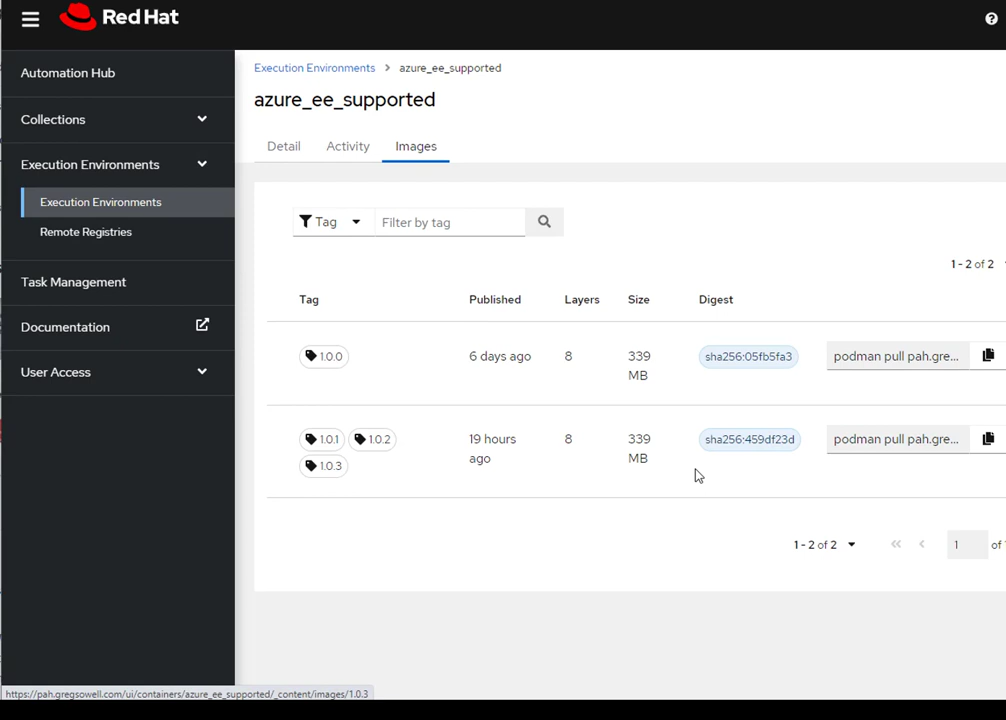 Red Hat
Automation Hub
Collections
Execution Environments
Execution Environments
Remote Registries
Task Management
Documentation
User Access
Execution Environments > azure_ee_supported
azure_ee_supported
Detail Activity Images
Tag Filter by tag
1 - 2 of 2
Tag Published Layers Size Digest
1.0.0 6 days ago 8 339 MB sha256:05fb5fa3 podman pull pah.gre...
1.0.1 1.0.2 1.0.3 19 hours ago 8 339 MB sha256:459df23d podman pull pah.gre...
1 - 2 of 2 1 of
https://pah.gregsowell.com/ui/containers/azure_ee_supported/_content/images/1.0.3